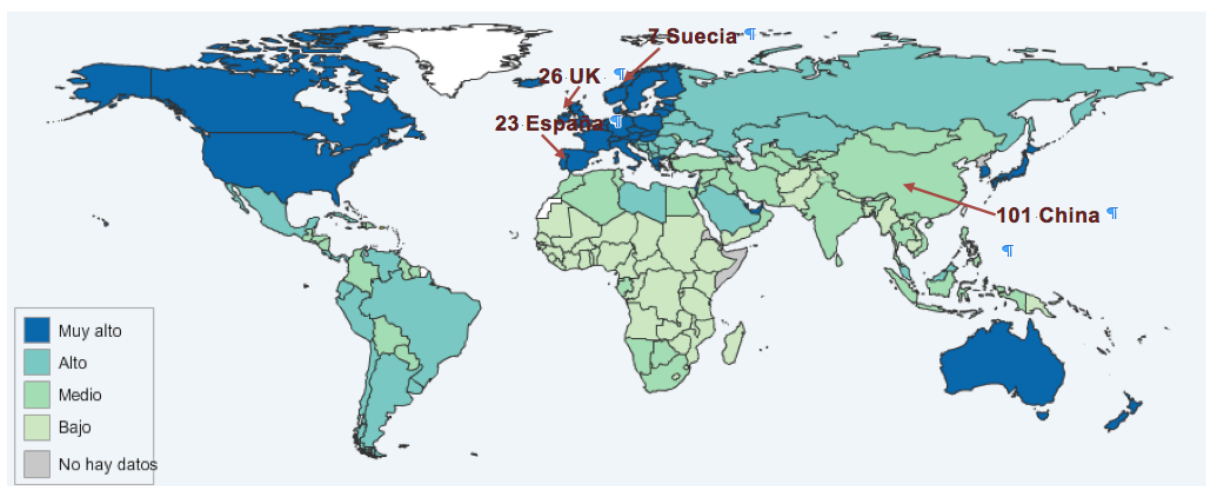 7 Suecia ¶
26 UK ¶
23 España ¶
101 China ¶
¶
Muy alto
Alto
Medio
Bajo
No hay datos